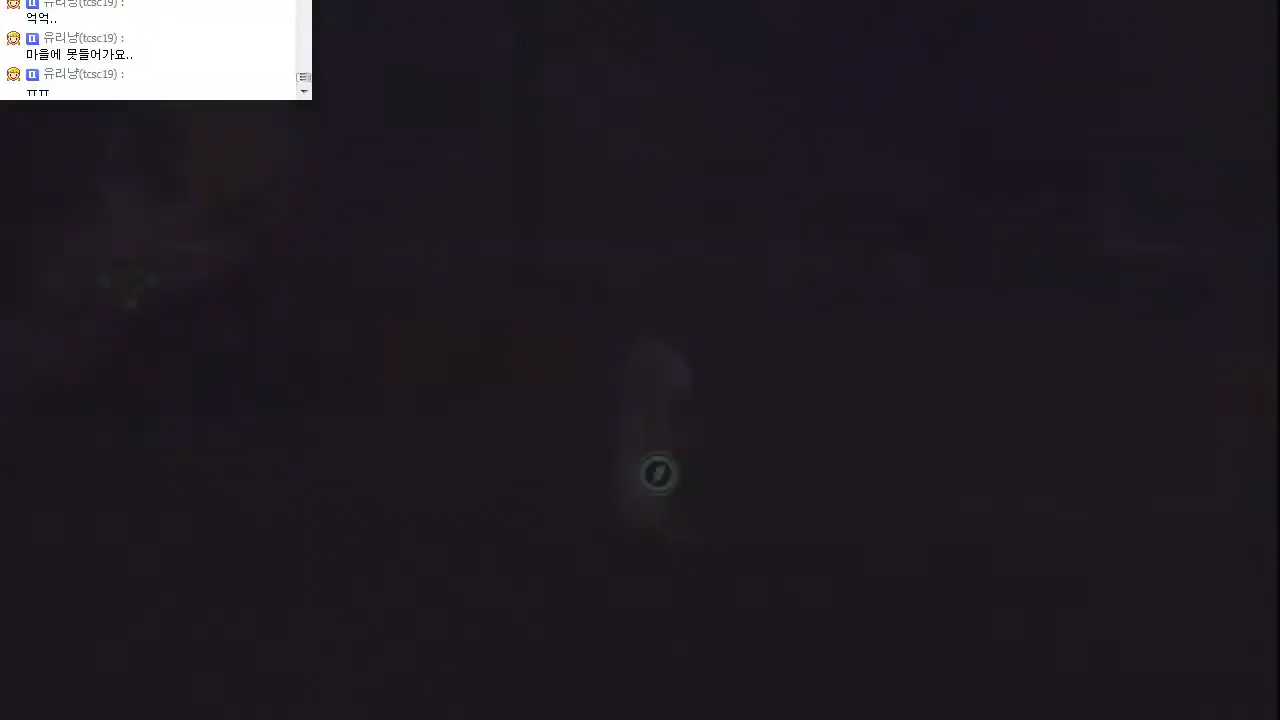 유리냥(tcsc19) :
억억..
유리냥(tcsc19) :
마을에 못들어가요..
유리냥(tcsc19) :
ㅠㅠ